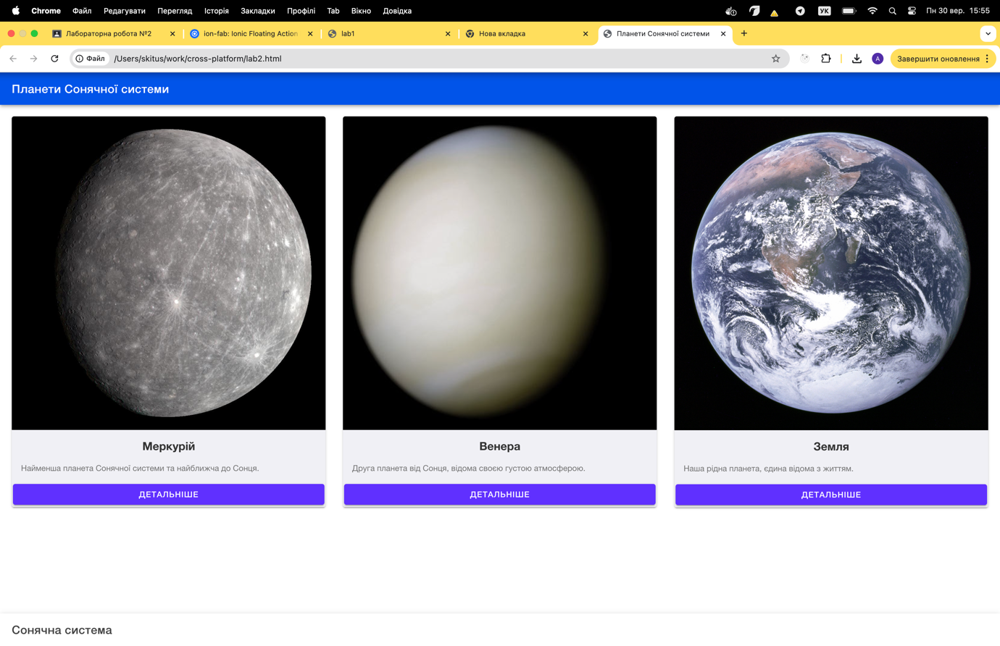 Chrome Файл Редагувати Перегляд Історія Закладки Профілі Tab Вікно Довідка УК Пн 30 вер. 15:55
Лабораторна робота №2 ion-fab: Ionic Floating Action lab1 Нова вкладка Планети Сонячної системи
Файл /Users/skitus/work/cross-platform/lab2.html A Завершити оновлення
Планети Сонячної системи
Меркурій
Найменша планета Сонячної системи та найближча до Сонця.
ДЕТАЛЬНІШЕ
Венера
Друга планета від Сонця, відома своєю густою атмосферою.
ДЕТАЛЬНІШЕ
Земля
Наша рідна планета, єдина відома з життям.
ДЕТАЛЬНІШЕ
Сонячна система